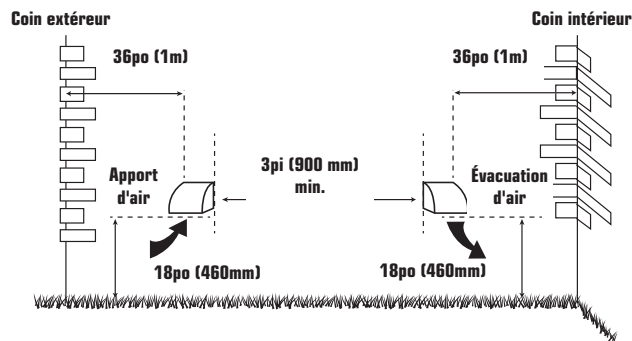 Coin extéreur
Coin intérieur
36po (1m)
36po (1m)
3pi (900 mm)
min.
Apport
d'air
Évacuation
d'air
18po (460mm)
18po (460mm)